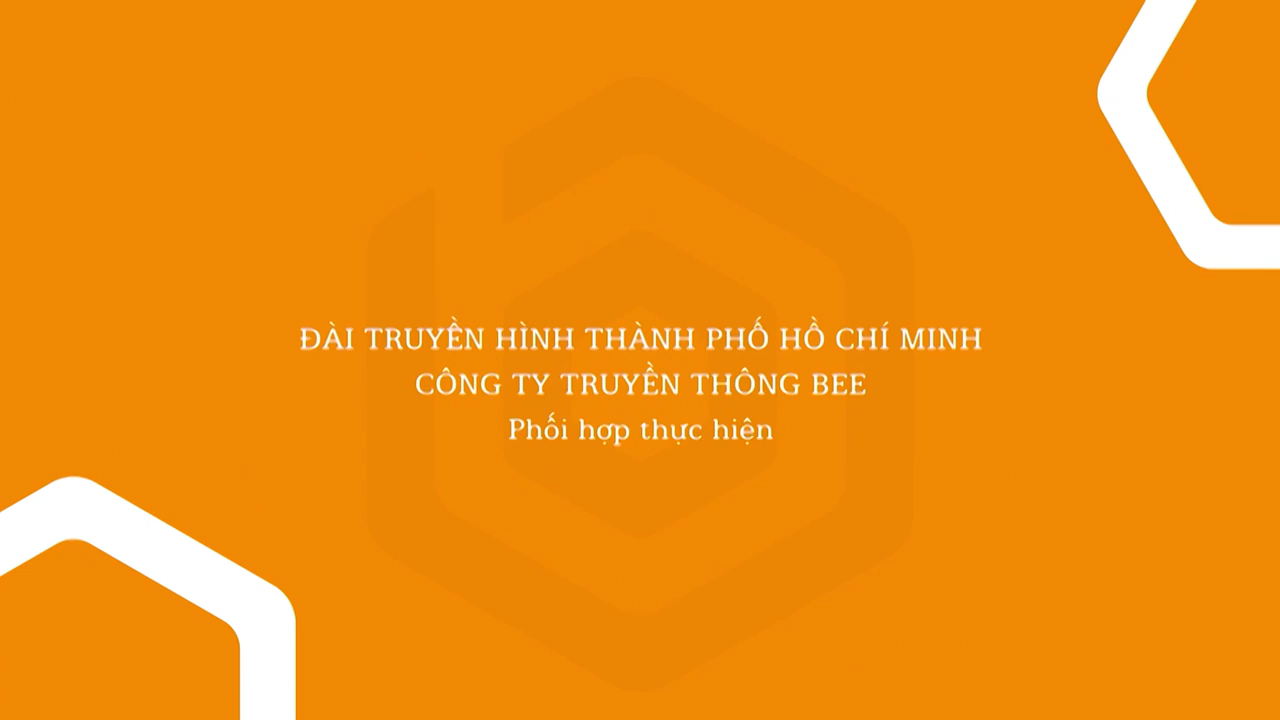 ĐÀI TRUYỀN HÌNH THÀNH PHỐ HỒ CHÍ MINH
CÔNG TY TRUYỀN THÔNG BEE
Phối hợp thực hiện